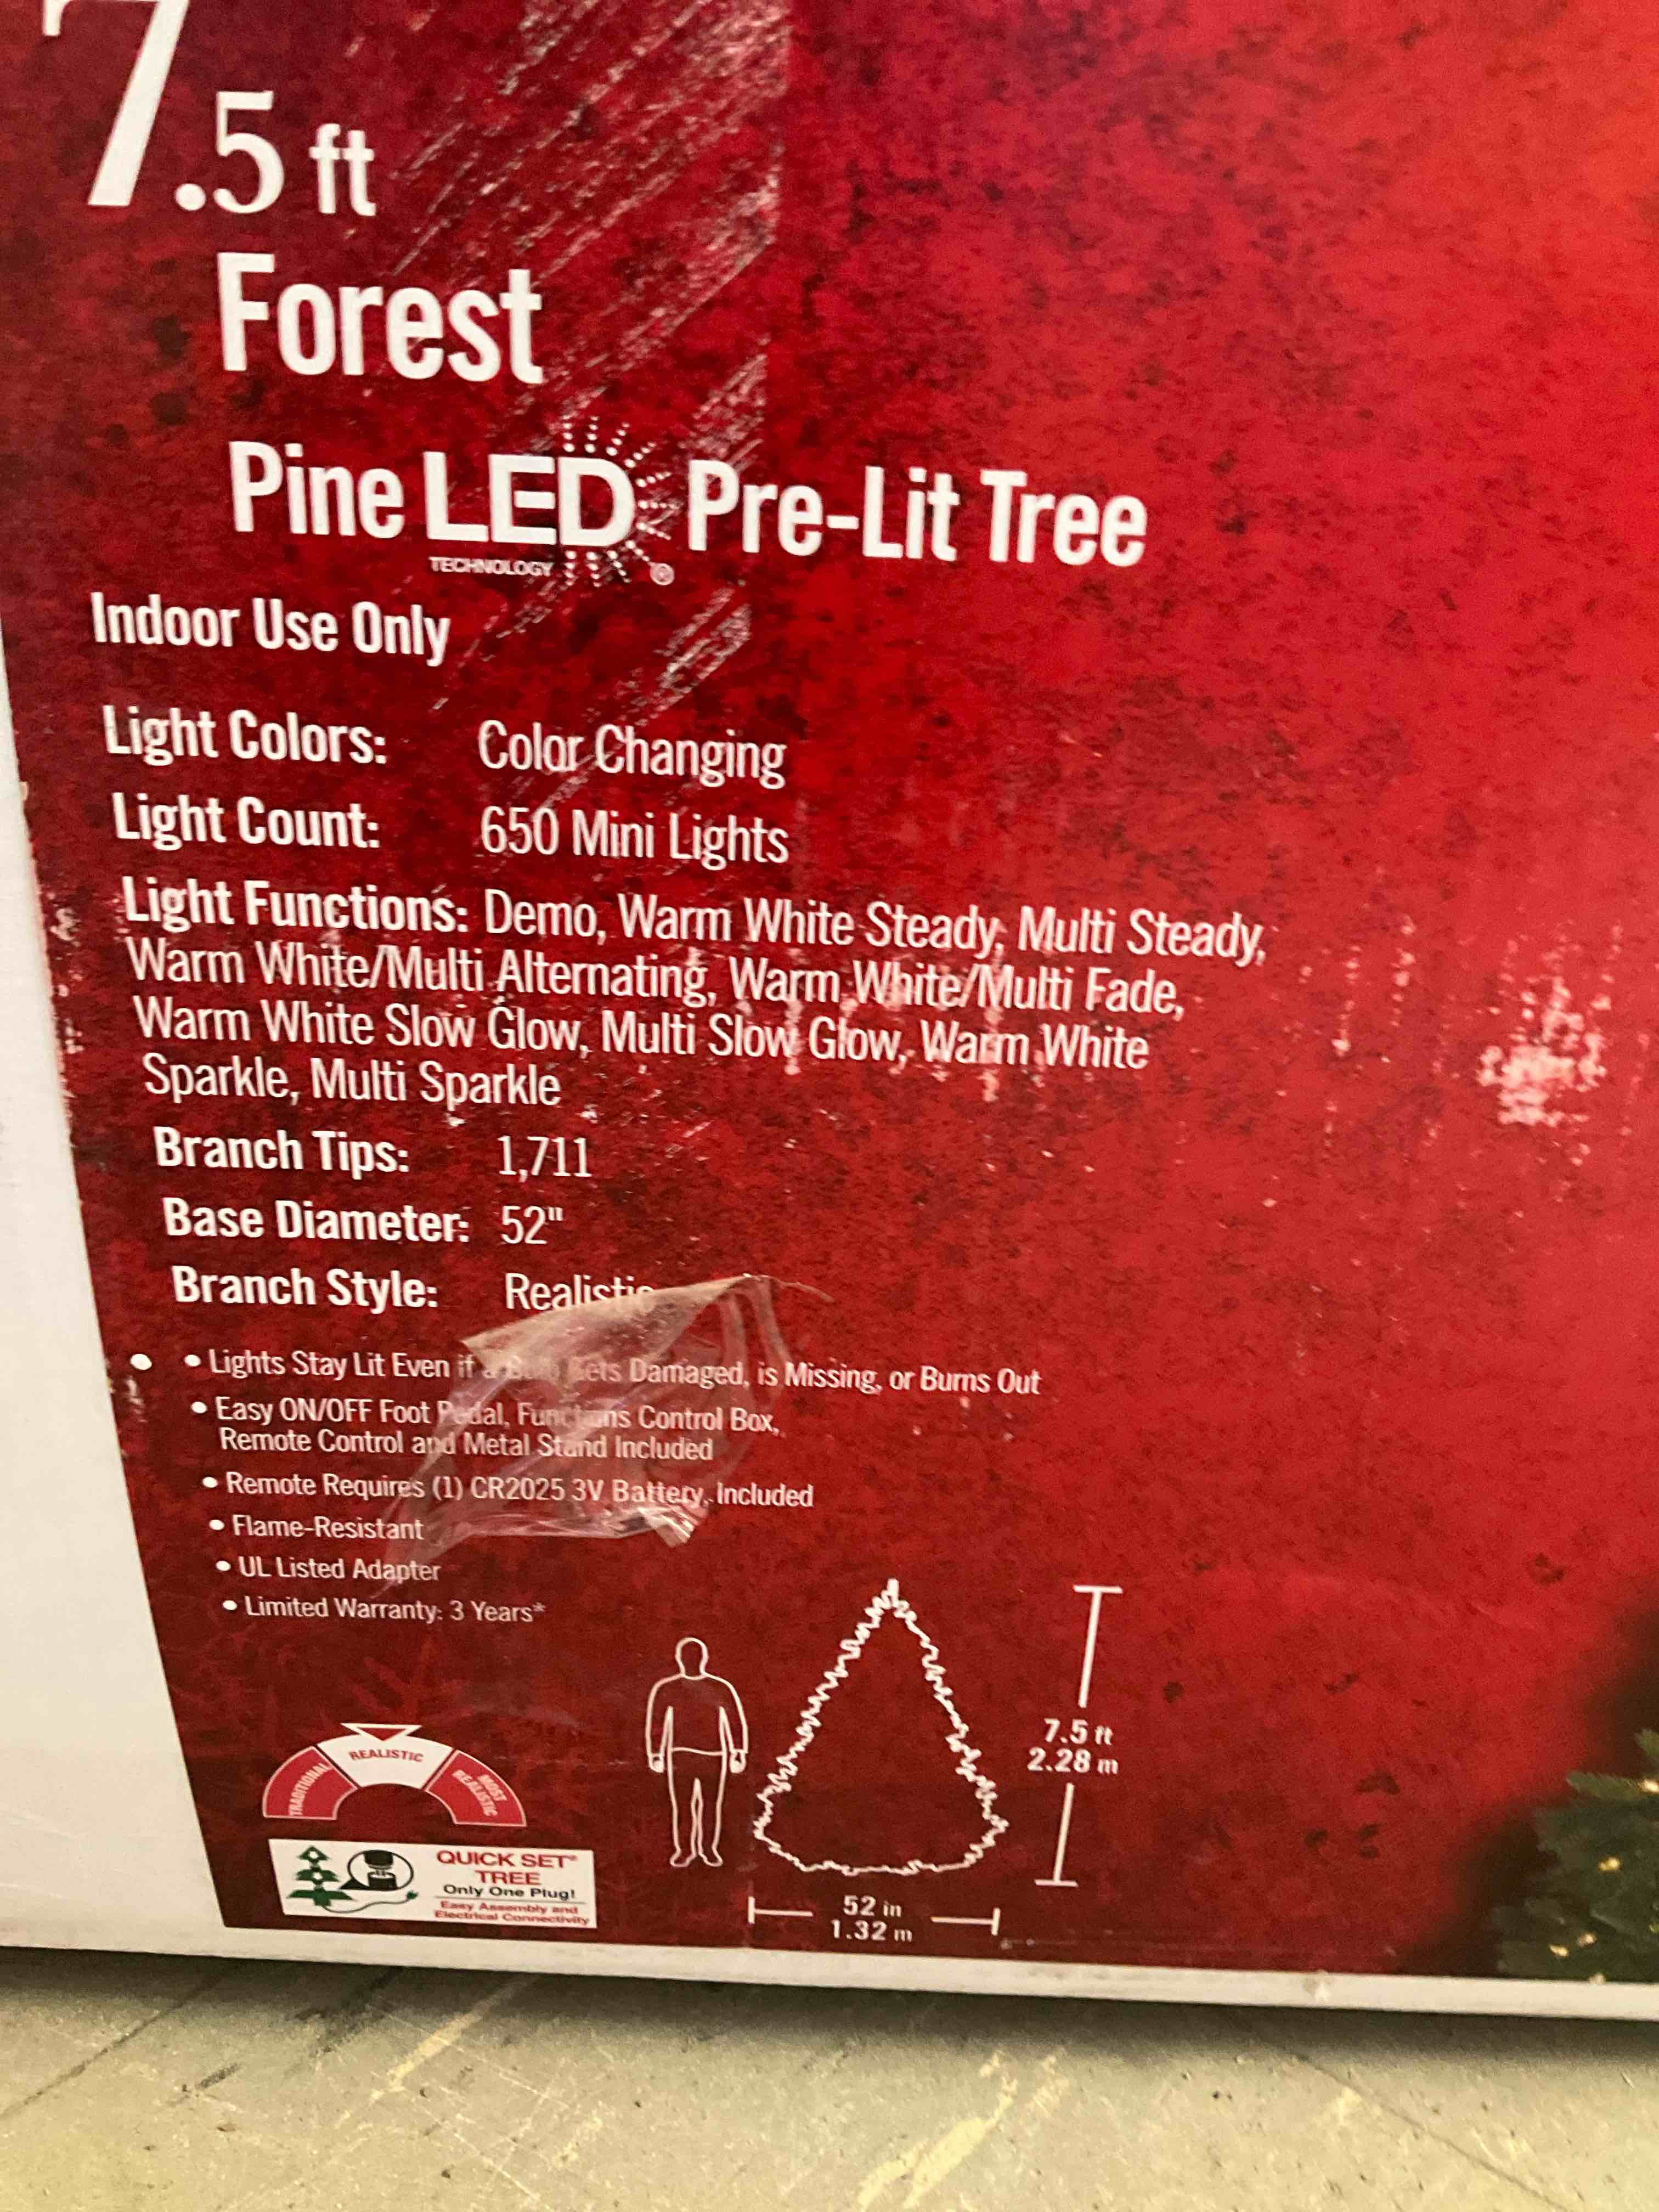 7.5 ft
Forest
Pine LED Pre-Lit Tree
TECHNOLOGY ®
Indoor Use Only
Light Colors: Color Changing
Light Count: 650 Mini Lights
Light Functions: Demo, Warm White Steady, Multi Steady,
Warm White/Multi Alternating, Warm White/Multi Fade,
Warm White Slow Glow, Multi Slow Glow, Warm White
Sparkle, Multi Sparkle
Branch Tips: 1,711
Base Diameter: 52"
Branch Style: Realistic
• Lights Stay Lit Even if a Bulb Gets Damaged, is Missing, or Burns Out
• Easy ON/OFF Foot Pedal, Functions Control Box,
Remote Control and Metal Stand Included
• Remote Requires (1) CR2025 3V Battery, Included
• Flame-Resistant
• UL Listed Adapter
• Limited Warranty: 3 Years*
TRADITIONAL
REALISTIC
MOST
REALISTIC
QUICK SET®
TREE
Only One Plug!
Easy Assembly and
Electrical Connectivity
7.5 ft
2.28 m
52 in
1.32 m